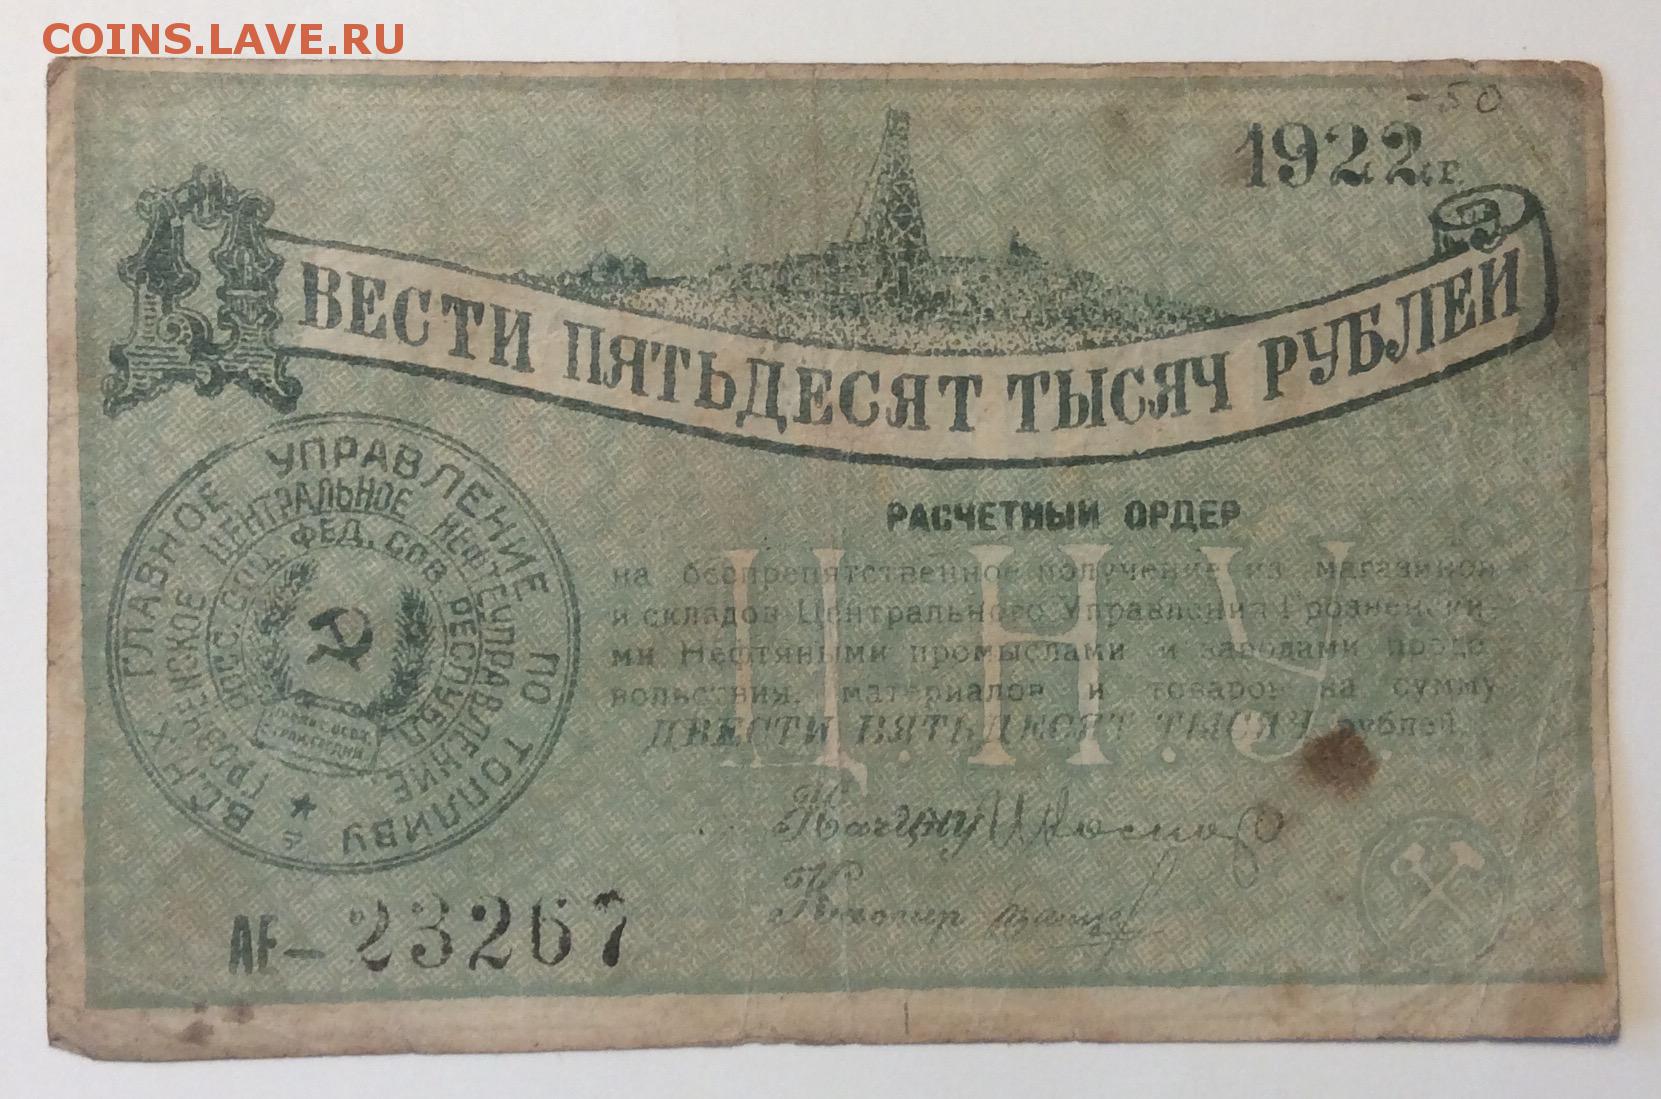 COINS.LAVE.RU
-50
1922 г.
ДВЕСТИ ПЯТЬДЕСЯТ ТЫСЯЧ РУБЛЕЙ
РАСЧЕТНЫЙ ОРДЕР
на беспрепятственное получение из магазинов
и складов Центрального Управления Грозненски-
ми Нефтяными промыслами и заводами продо
вольствия, материалов и товаров на сумму
ДВЕСТИ ПЯТЬДЕСЯТ ТЫСЯЧ рублей.
Ц.Н.У.
В.С.Н.Х. ГЛАВНОЕ УПРАВЛЕНИЕ ПО ТОПЛИВУ
ГРОЗНЕНСКОЕ ЦЕНТРАЛЬНОЕ НЕФТЕУПРАВЛЕНИЕ
РОСС. СОЦ. ФЕД. СОВ. РЕСПУБЛ.
АЕ — 23267